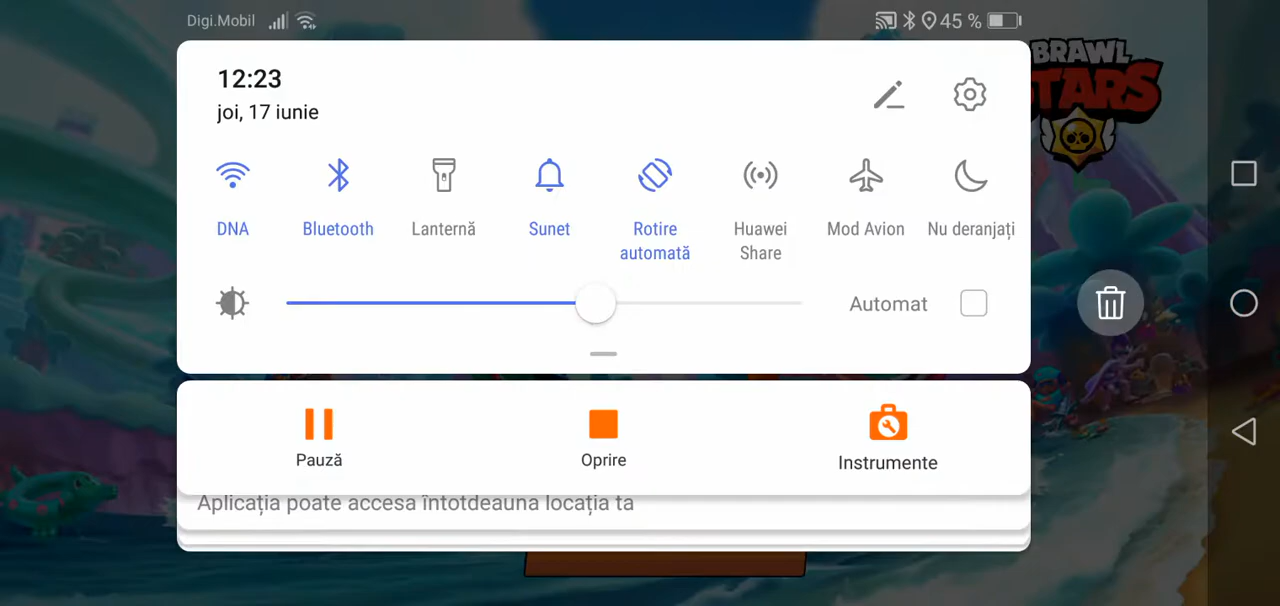 Digi.Mobil
45 %
BRAWL
STARS
12:23
joi, 17 iunie
DNA
Bluetooth
Lanternă
Sunet
Rotire
automată
Huawei
Share
Mod Avion
Nu deranjați
Automat
Pauză
Oprire
Instrumente
Aplicația poate accesa întotdeauna locația ta